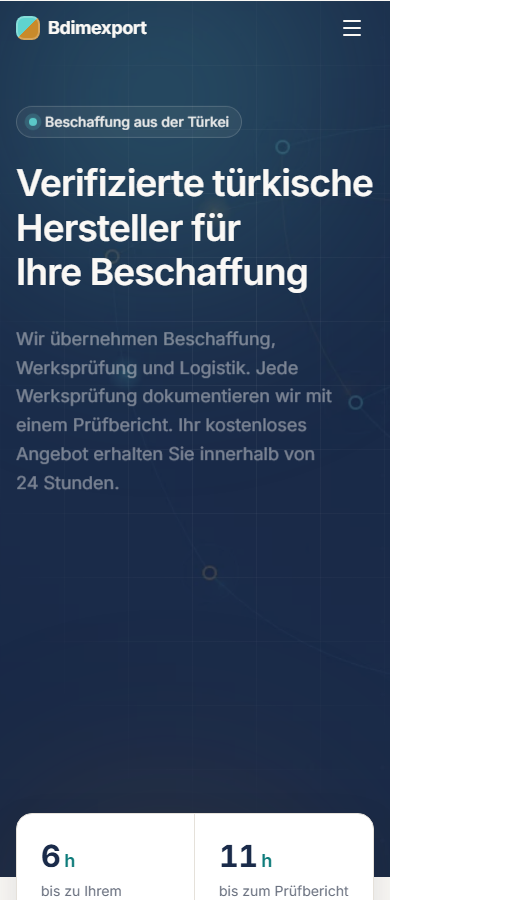 Bdimexport
Beschaffung aus der Türkei
Verifizierte türkische
Hersteller für
Ihre Beschaffung
Wir übernehmen Beschaffung,
Werksprüfung und Logistik. Jede
Werksprüfung dokumentieren wir mit
einem Prüfbericht. Ihr kostenloses
Angebot erhalten Sie innerhalb von
24 Stunden.
6 h
bis zu Ihrem
11 h
bis zum Prüfbericht